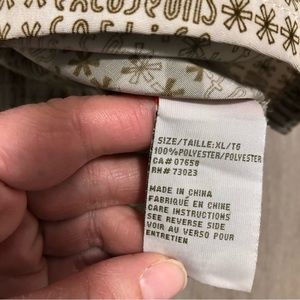 SIZE/TAILLE:XL/TG
100%POLYESTER/POLYESTER
CA# 07658
RN# 73023
MADE IN CHINA
FABRIQUÉ EN CHINE
CARE INSTRUCTIONS
SEE REVERSE SIDE
VOIR AU VERSO POUR
ENTRETIEN